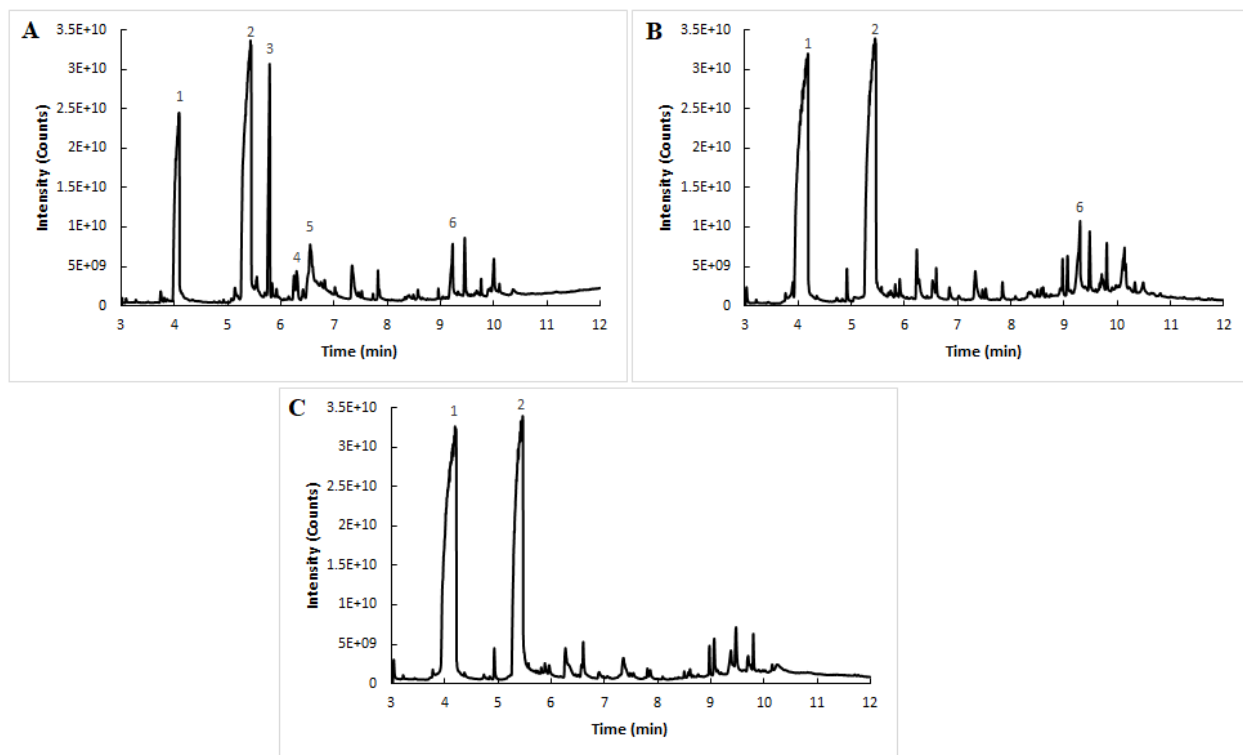 A
3.5E+10
3E+10
2.5E+10
2E+10
1.5E+10
1E+10
5E+09
0
Intensity (Counts)
1
2
3
4
5
6
3 4 5 6 7 8 9 10 11 12
Time (min)
B
3.5E+10
3E+10
2.5E+10
2E+10
1.5E+10
1E+10
5E+09
0
Intensity (Counts)
1
2
6
3 4 5 6 7 8 9 10 11 12
Time (min)
C
3.5E+10
3E+10
2.5E+10
2E+10
1.5E+10
1E+10
5E+09
0
Intensity (Counts)
1
2
3 4 5 6 7 8 9 10 11 12
Time (min)